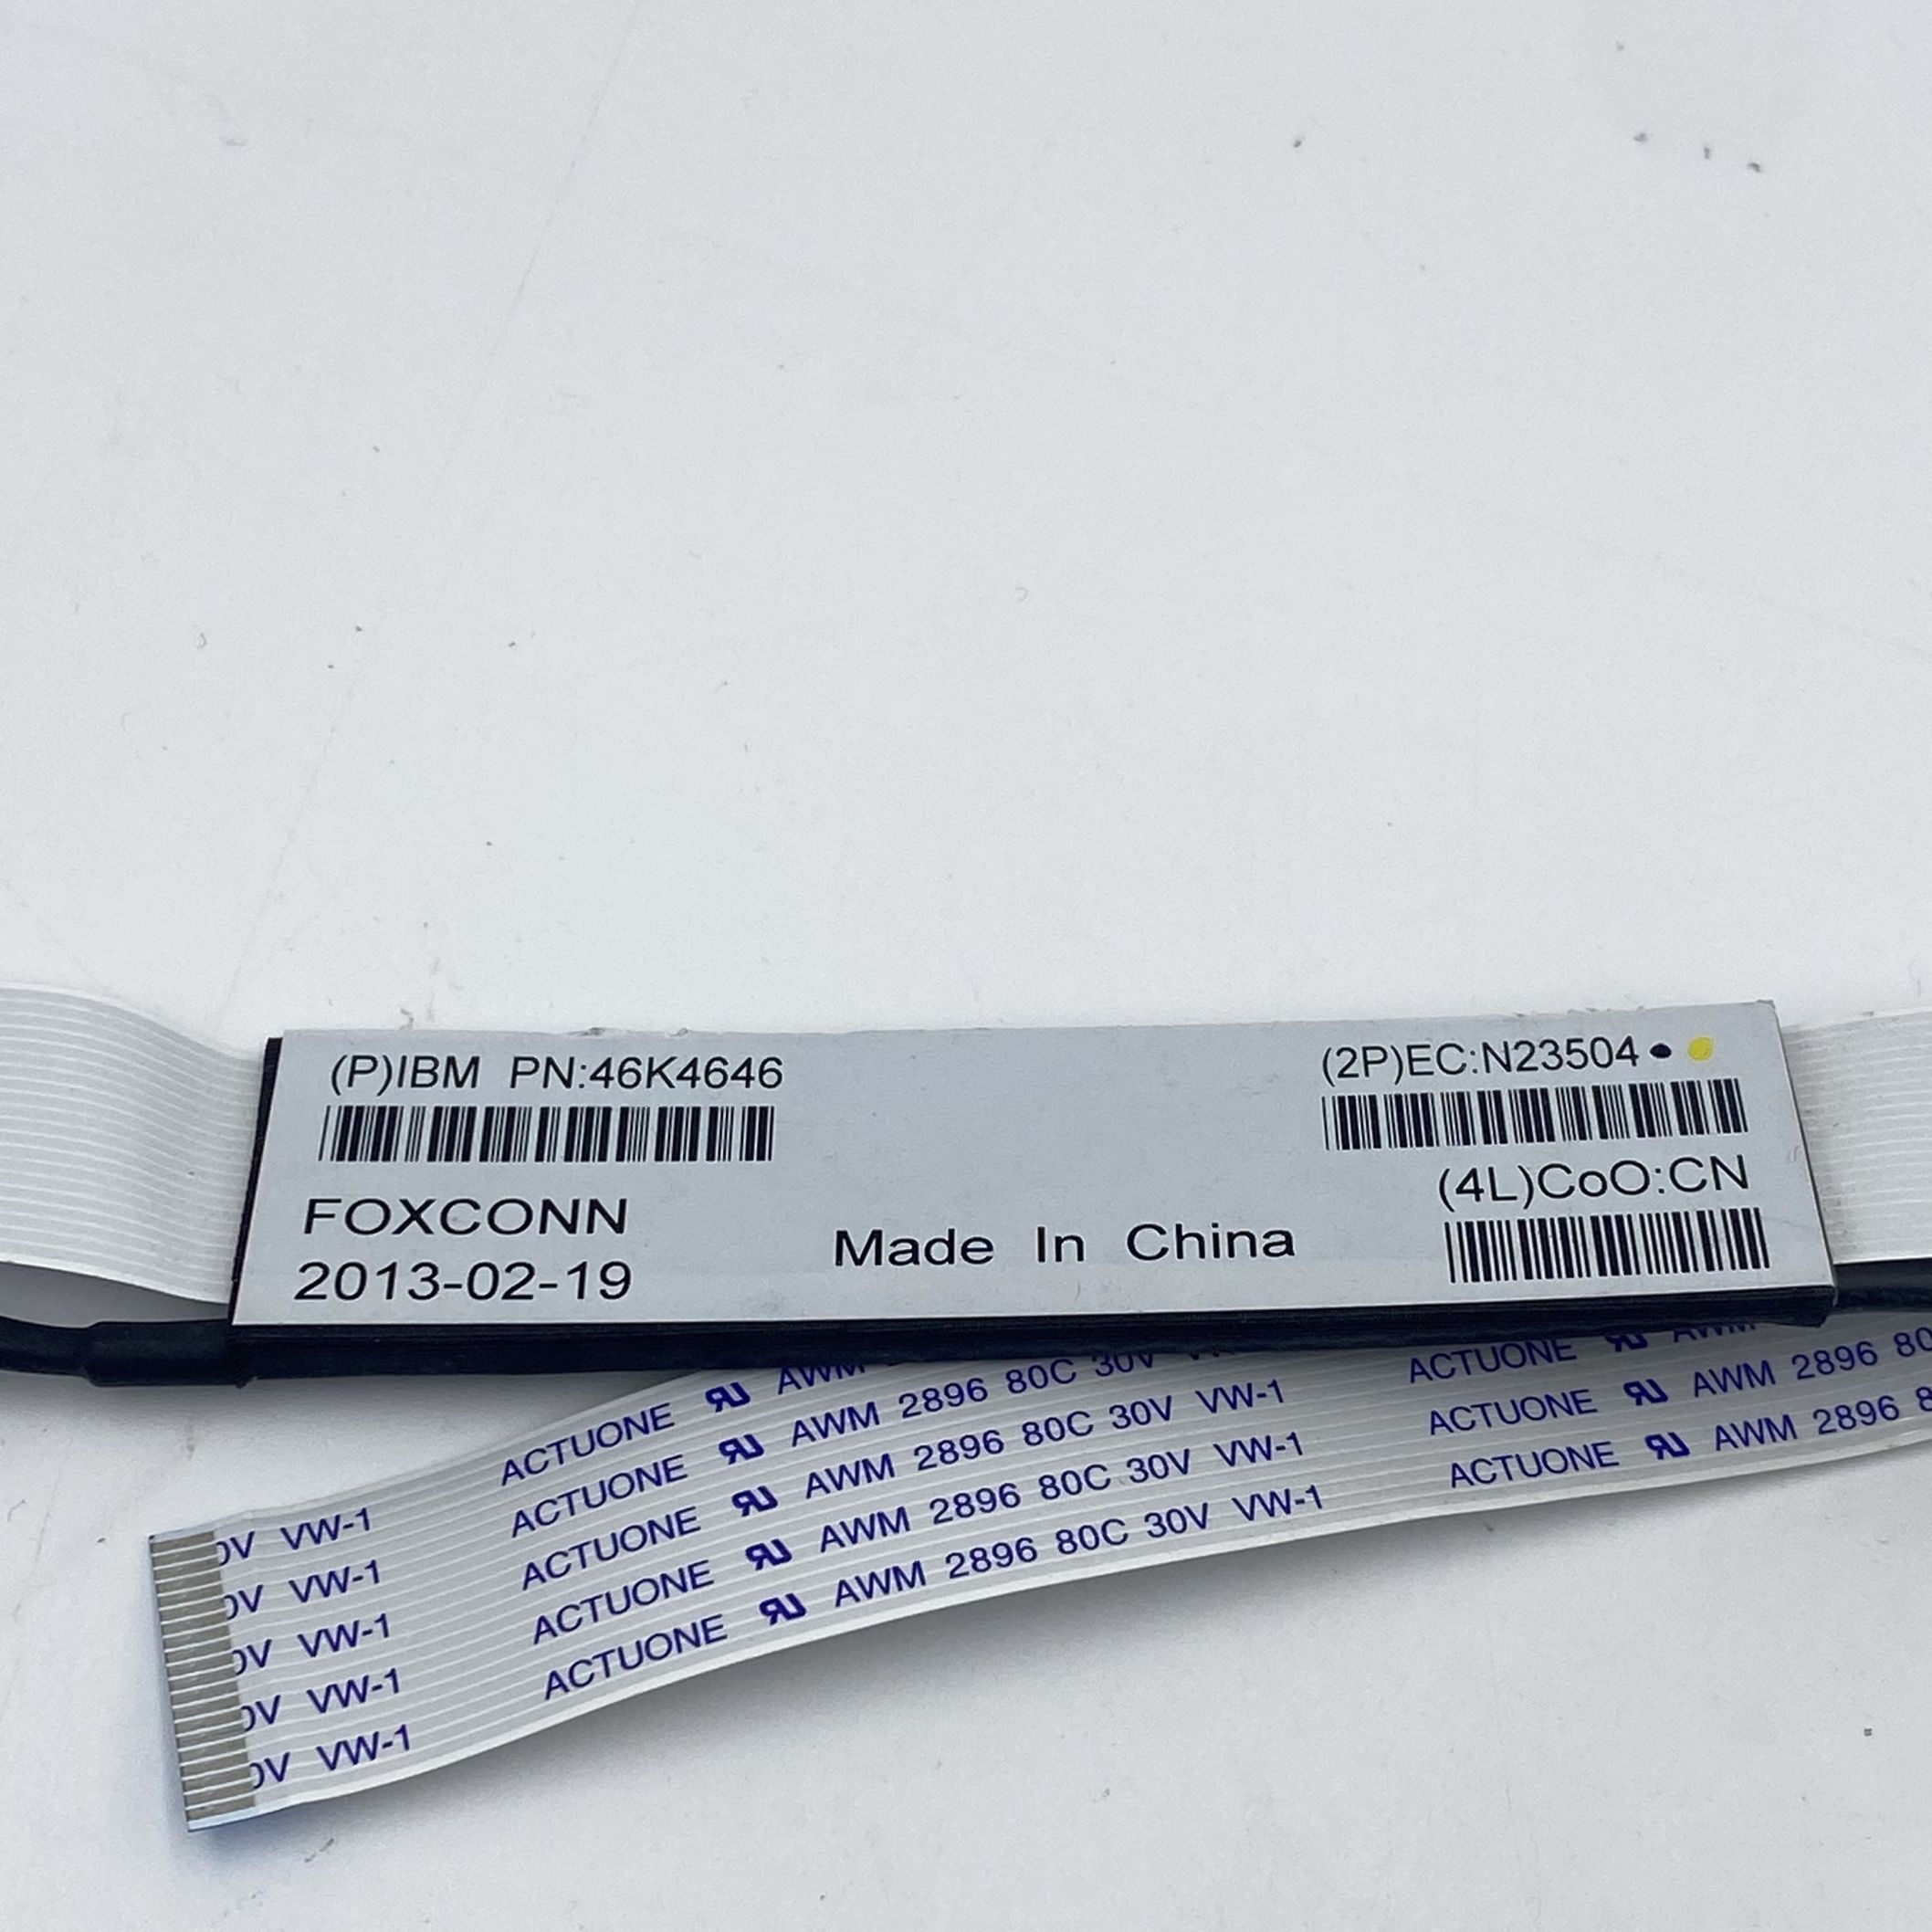 (P)IBM PN:46K4646
(2P)EC:N23504
(4L)CoO:CN
FOXCONN
Made In China
2013-02-19
ACTUONE AWM
ACTUONE AWM
ACTUONE AWM 2896 80C 30V
ACTUONE AWM 2896 80
VW-1 ACTUONE AWM 2896 80C 30V VW-1
ACTUONE AWM 2896
VW-1 ACTUONE AWM 2896 80C 30V VW-1
VW-1 ACTUONE AWM 2896 80C 30V VW-1
VW-1
VW-1